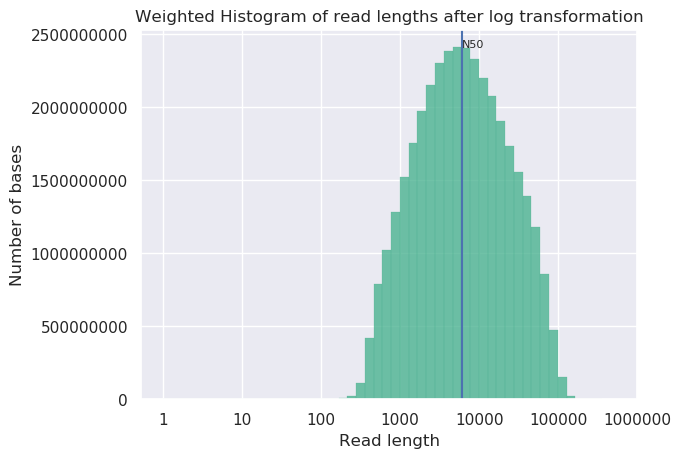 Weighted Histogram of read lengths after log transformation
2500000000
2000000000
1500000000
1000000000
500000000
0
Number of bases
N50
1 10 100 1000 10000 100000 1000000
Read length